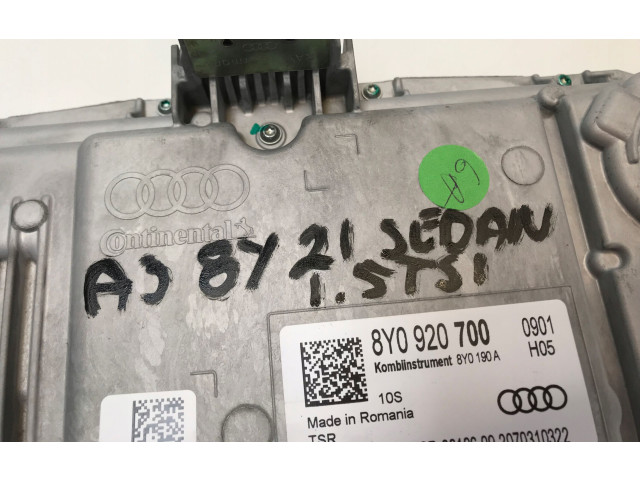 Continental
A3 8Y 21 SEDAN
1.5TSI
8Y0 920 700 0901
Kombiinstrument 8Y0 190 A H05
10S
Made in Romania
TSR
2070310322